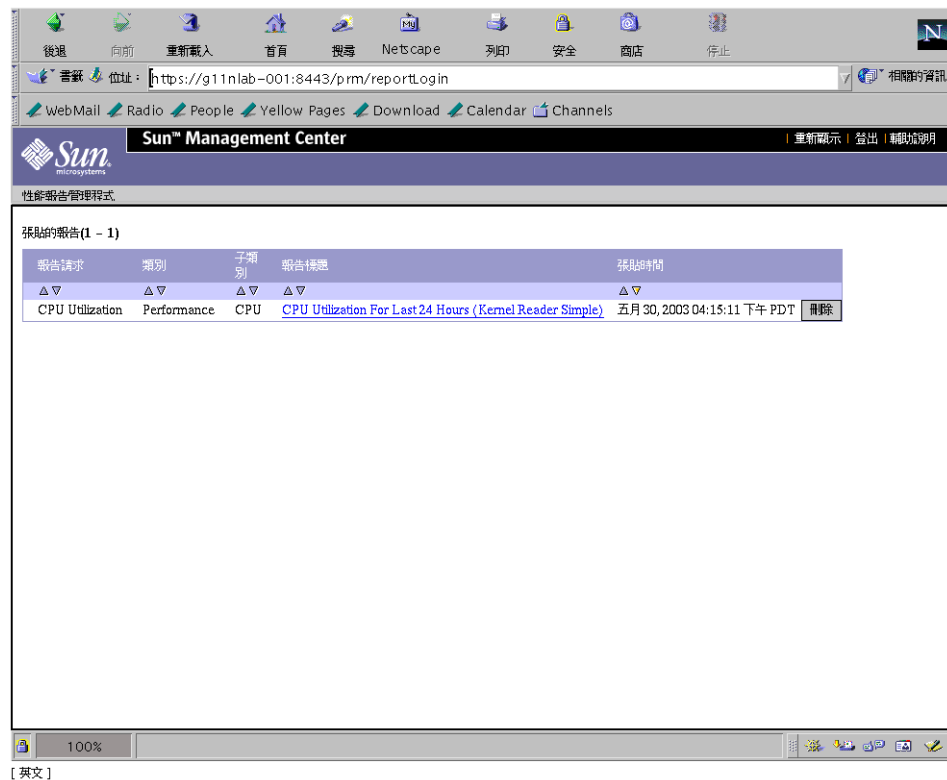 後退 向前 重新載入 首頁 搜尋 Netscape 列印 安全 商店 停止
My
N
書籤 位址： https://g11nlab-001:8443/prm/reportLogin 相關的資訊
WebMail Radio People Yellow Pages Download Calendar Channels
Sun microsystems
Sun™ Management Center
重新顯示 | 登出 | 輔助說明
性能報告管理程式
張貼的報告(1 - 1)
報告請求 類別 子類別 報告標題 張貼時間
CPU Utilization Performance CPU CPU Utilization For Last 24 Hours (Kernel Reader Simple) 五月 30, 2003 04:15:11 下午 PDT 刪除
100%
[ 英文 ]